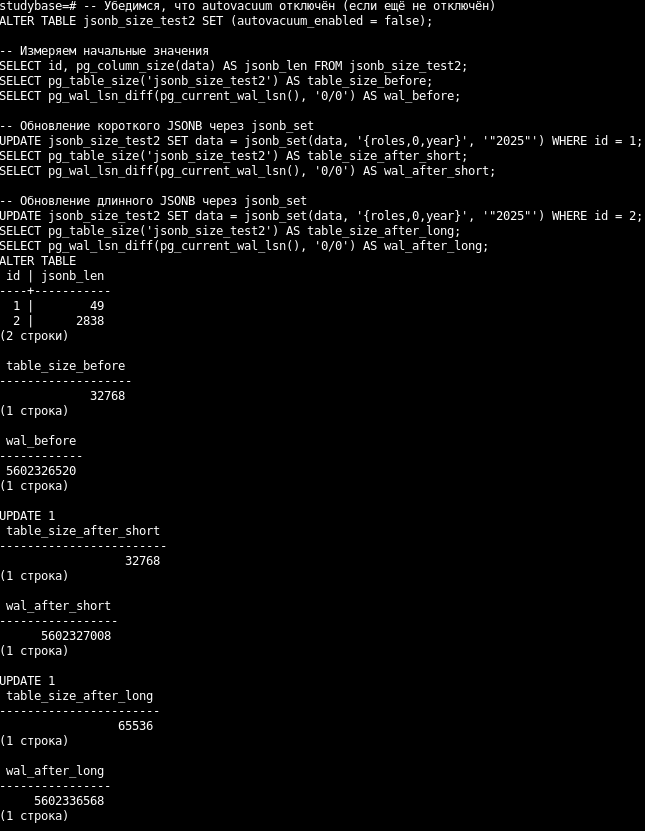 studybase=# -- Убедимся, что autovacuum отключён (если ещё не отключён)
ALTER TABLE jsonb_size_test2 SET (autovacuum_enabled = false);

-- Измеряем начальные значения
SELECT id, pg_column_size(data) AS jsonb_len FROM jsonb_size_test2;
SELECT pg_table_size('jsonb_size_test2') AS table_size_before;
SELECT pg_wal_lsn_diff(pg_current_wal_lsn(), '0/0') AS wal_before;

-- Обновление короткого JSONB через jsonb_set
UPDATE jsonb_size_test2 SET data = jsonb_set(data, '{roles,0,year}', '"2025"') WHERE id = 1;
SELECT pg_table_size('jsonb_size_test2') AS table_size_after_short;
SELECT pg_wal_lsn_diff(pg_current_wal_lsn(), '0/0') AS wal_after_short;

-- Обновление длинного JSONB через jsonb_set
UPDATE jsonb_size_test2 SET data = jsonb_set(data, '{roles,0,year}', '"2025"') WHERE id = 2;
SELECT pg_table_size('jsonb_size_test2') AS table_size_after_long;
SELECT pg_wal_lsn_diff(pg_current_wal_lsn(), '0/0') AS wal_after_long;
ALTER TABLE
 id | jsonb_len
----+-----------
  1 |        49
  2 |      2838
(2 строки)

 table_size_before
-------------------
             32768
(1 строка)

 wal_before
------------
 5602326520
(1 строка)

UPDATE 1
 table_size_after_short
------------------------
                  32768
(1 строка)

 wal_after_short
-----------------
      5602327008
(1 строка)

UPDATE 1
 table_size_after_long
-----------------------
                 65536
(1 строка)

 wal_after_long
----------------
     5602336568
(1 строка)